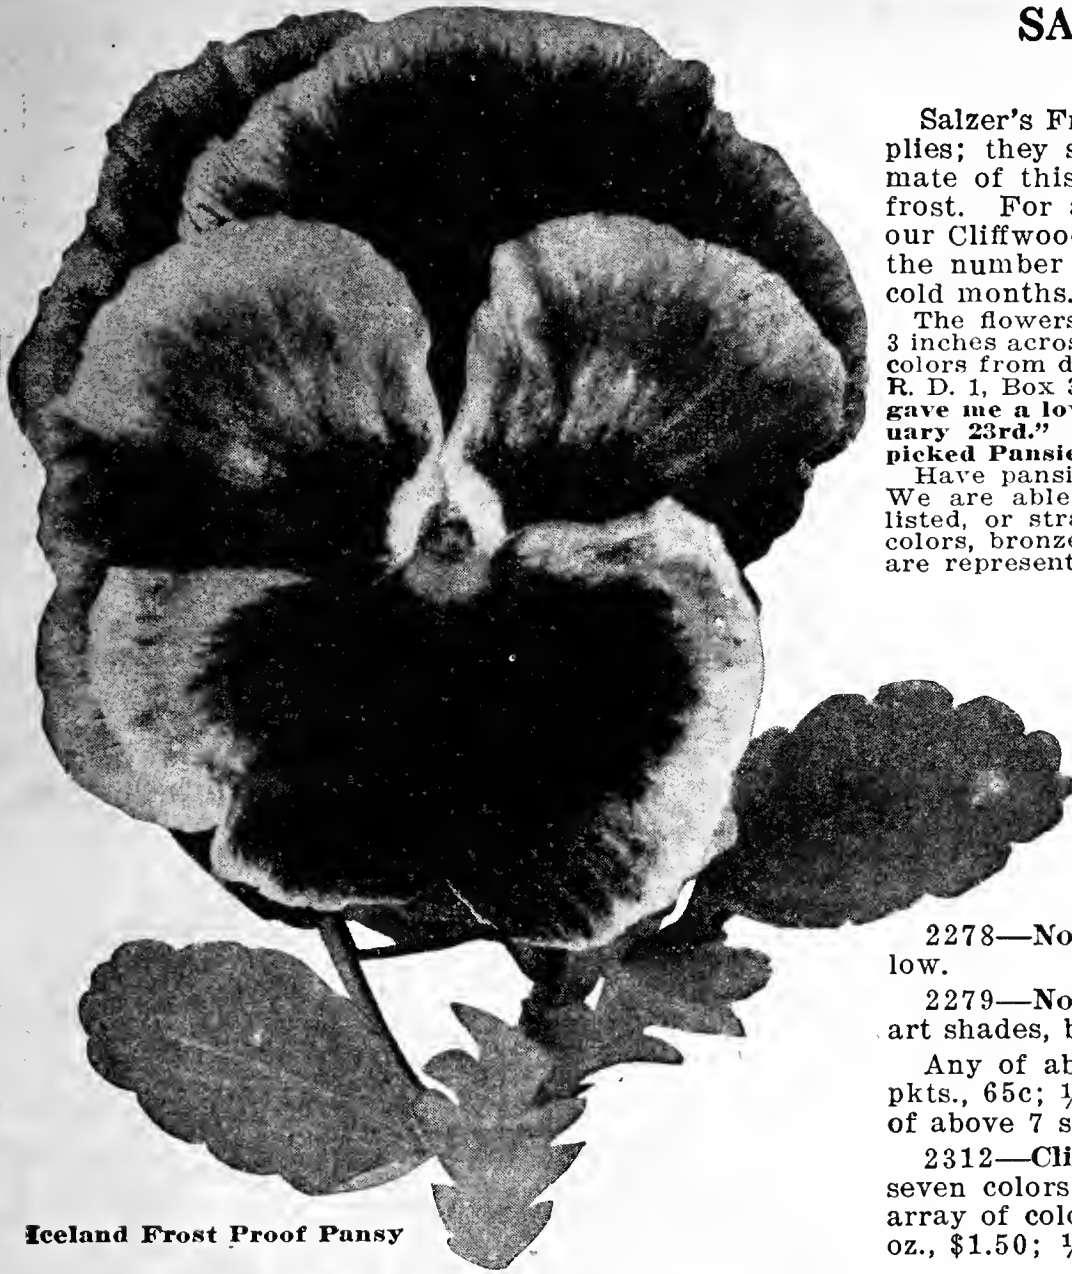 SA
Salzer's Fr
plies; they s
mate of this
frost. For a
our Cliffwoo
the number
cold months.
The flowers
3 inches acros
colors from d
R. D. 1, Box 3
gave me a lov
uary 23rd."
picked Pansie
Have pansi
We are able
listed, or stra
colors, bronze
are represent
2278—No
low.
2279—No
art shades, b
Any of ab
pkts., 65c;
of above 7 s
2312—Cli
seven colors
array of colo
oz., $1.50;
Iceland Frost Proof Pansy